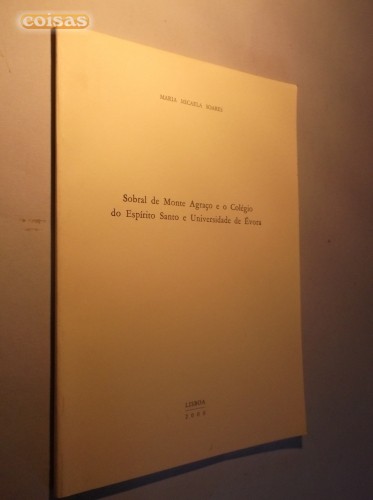 coisas
MARIA MICAELA SOARES
Sobral de Monte Agraço e o Colégio
do Espírito Santo e Universidade de Évora
LISBOA